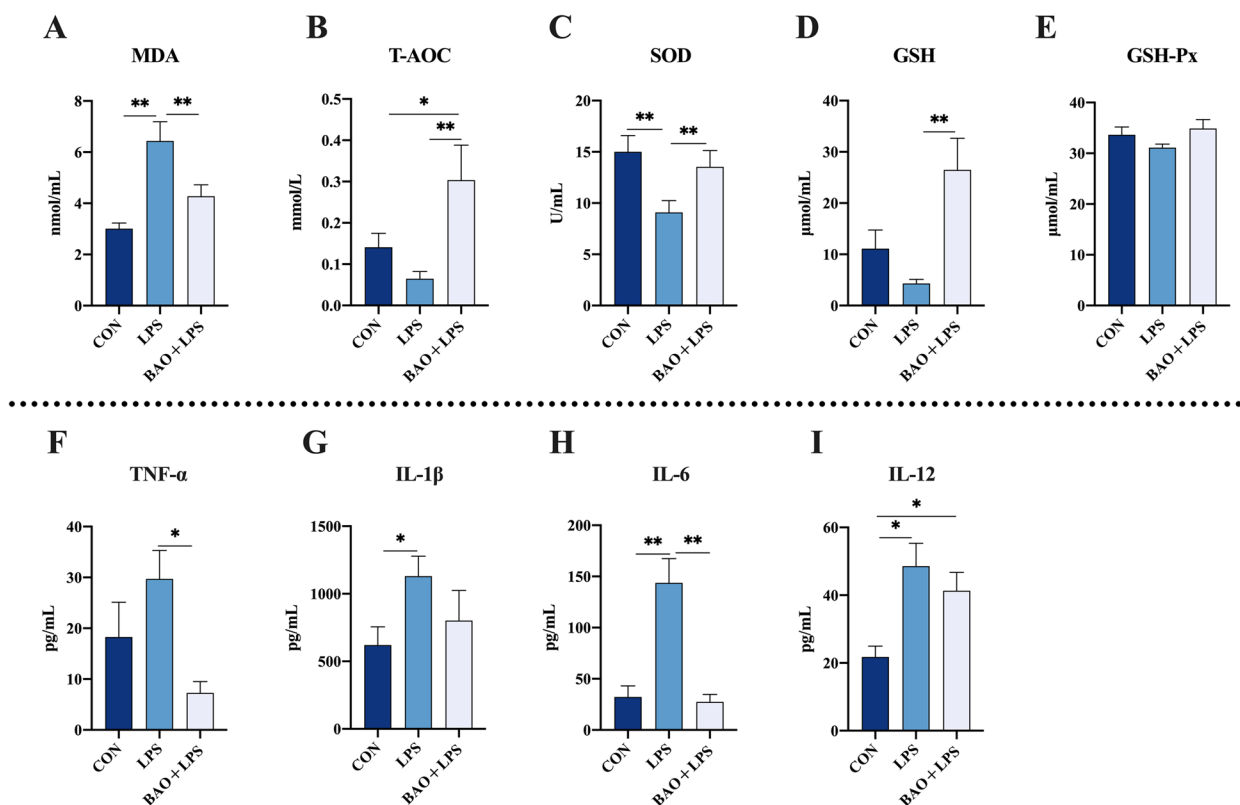 A
MDA
nmol/mL
8
6
4
2
0
** **
CON
LPS
BAO+LPS
B
T-AOC
mmol/L
0.5
0.4
0.3
0.2
0.1
0.0
*
**
CON
LPS
BAO+LPS
C
SOD
U/mL
20
15
10
5
0
** **
CON
LPS
BAO+LPS
D
GSH
μmol/mL
40
30
20
10
0
**
CON
LPS
BAO+LPS
E
GSH-Px
μmol/mL
40
30
20
10
0
CON
LPS
BAO+LPS
F
TNF-α
pg/mL
40
30
20
10
0
*
CON
LPS
BAO+LPS
G
IL-1β
pg/mL
1500
1000
500
0
*
CON
LPS
BAO+LPS
H
IL-6
pg/mL
200
150
100
50
0
** **
CON
LPS
BAO+LPS
I
IL-12
pg/mL
60
40
20
0
*
*
CON
LPS
BAO+LPS